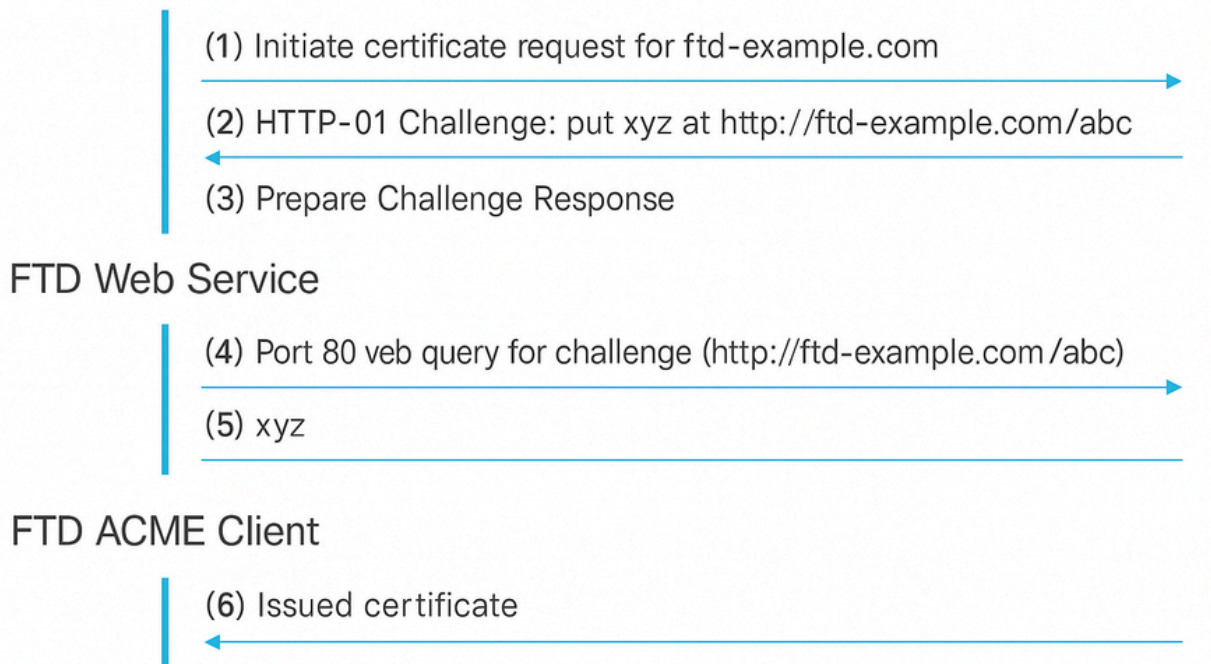 (1) Initiate certificate request for ftd-example.com
(2) HTTP-01 Challenge: put xyz at http://ftd-example.com/abc
(3) Prepare Challenge Response
FTD Web Service
(4) Port 80 veb query for challenge (http://ftd-example.com/abc)
(5) xyz
FTD ACME Client
(6) Issued certificate